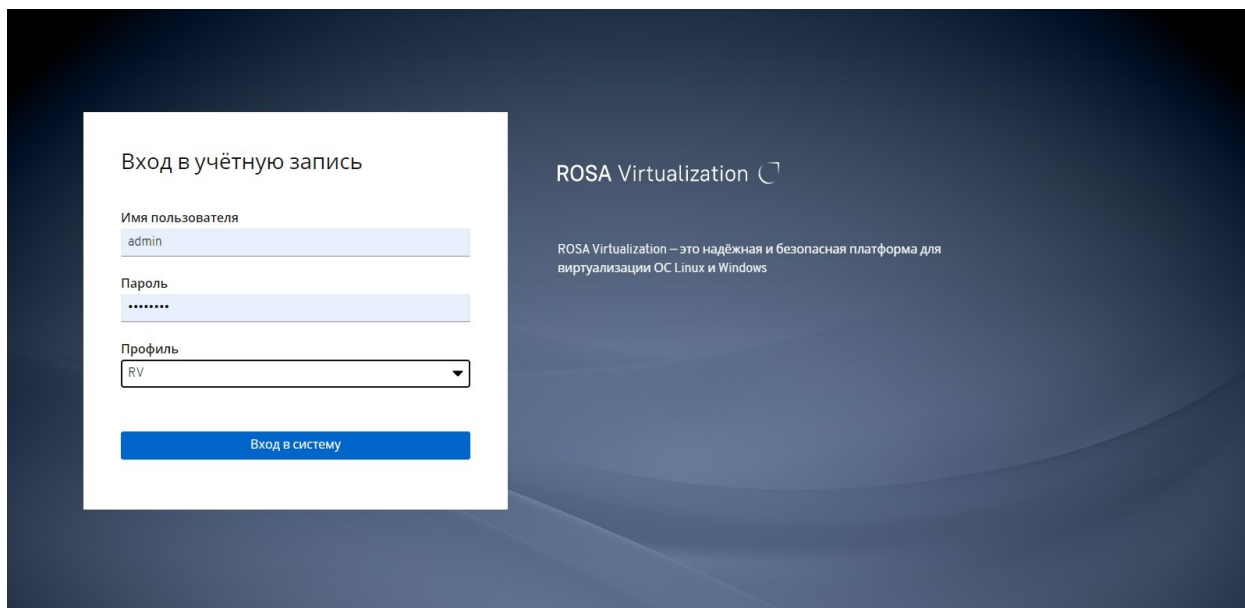 Вход в учётную запись
Имя пользователя
admin
Пароль
••••••••
Профиль
RV
Вход в систему
ROSA Virtualization
ROSA Virtualization – это надёжная и безопасная платформа для
виртуализации ОС Linux и Windows